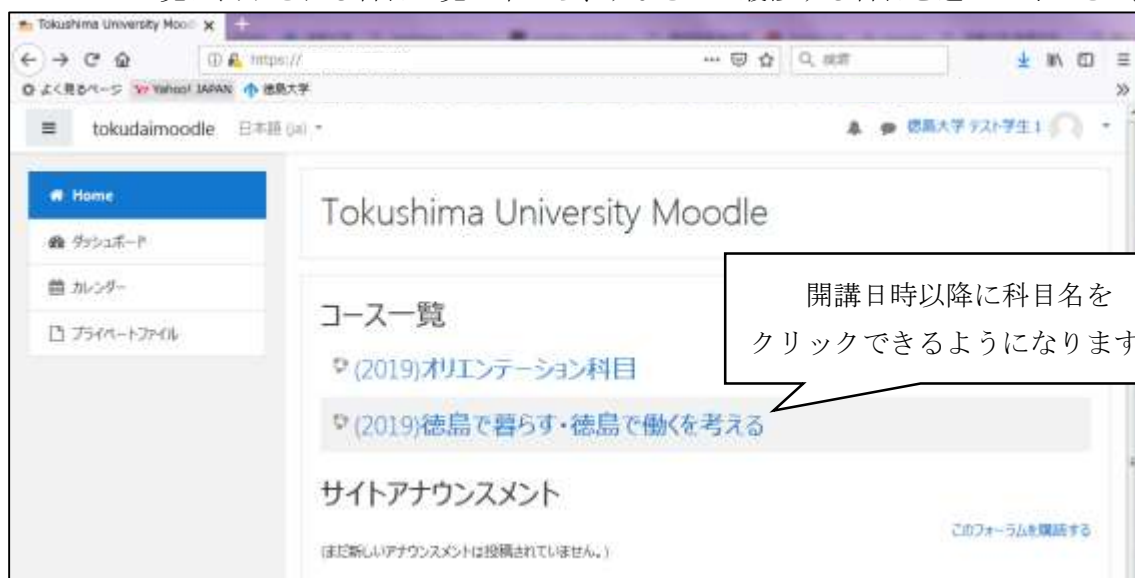 Tokushima University Mood
https://
検索
よく見るページ Yahoo! JAPAN 徳島大学
tokudaimoodle 日本語 (ja)
徳島大学 テスト学生 1
Home
ダッシュボード
カレンダー
プライベートファイル
Tokushima University Moodle
開講日時以降に科目名を
クリックできるようになります
コース一覧
(2019)オリエンテーション科目
(2019)徳島で暮らす・徳島で働くを考える
サイトアナウンスメント
このフォーラムを購読する
(まだ新しいアナウンスメントは投稿されていません。)